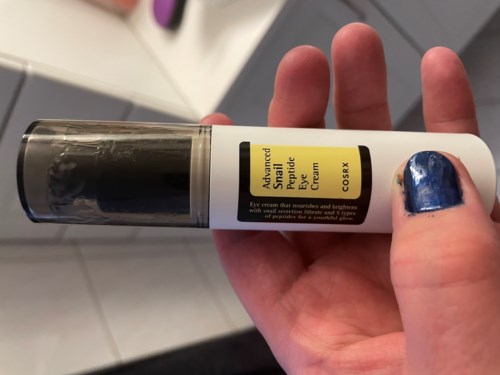 Advanced
Snail
Peptide
Eye
Cream
COSRX
Eye cream that nourishes and brightens
with snail secretion filtrate and 5 types
of peptides for a youthful glow